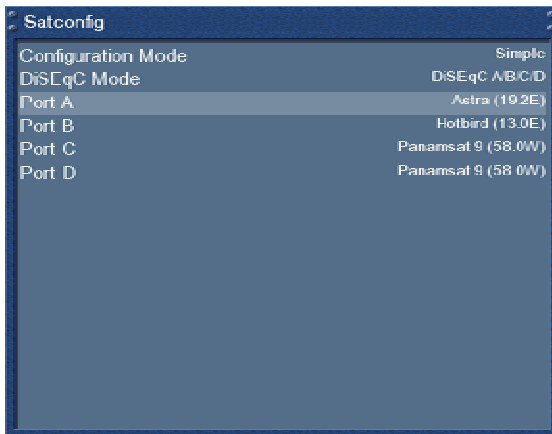 Satconfig
Configuration Mode Simple
DiSEqC Mode DiSEqC A/B/C/D
Port A Astra (19.2E)
Port B Hotbird (13.0E)
Port C Panamsat 9 (58.0W)
Port D Panamsat 9 (58.0W)